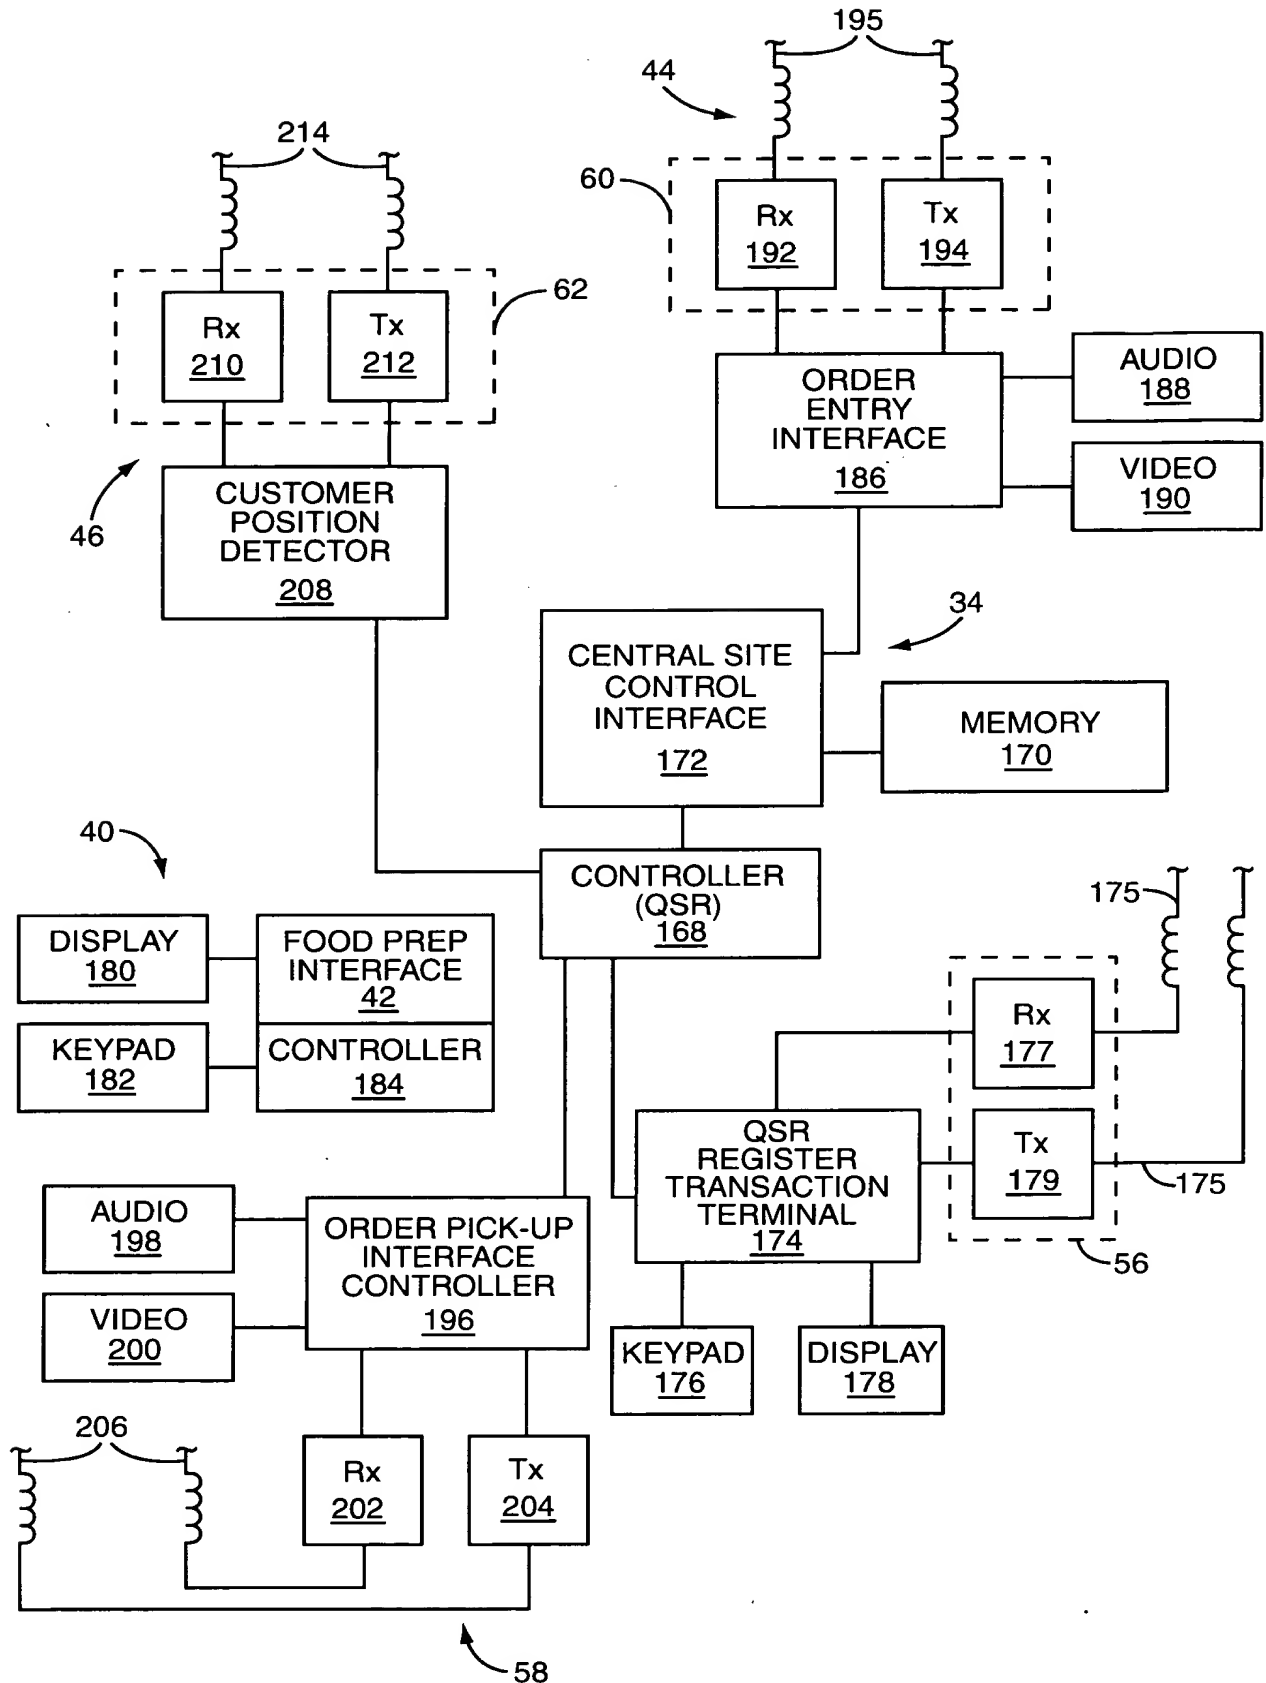 195
44
214
60
Rx
192
Tx
194
62
Rx
210
Tx
212
ORDER
ENTRY
INTERFACE
186
AUDIO
188
VIDEO
190
46
CUSTOMER
POSITION
DETECTOR
208
34
CENTRAL SITE
CONTROL
INTERFACE
172
MEMORY
170
40
CONTROLLER
(QSR)
168
175
DISPLAY
180
FOOD PREP
INTERFACE
42
KEYPAD
182
CONTROLLER
184
Rx
177
QSR
REGISTER
TRANSACTION
TERMINAL
174
Tx
179
175
56
AUDIO
198
ORDER PICK-UP
INTERFACE
CONTROLLER
196
VIDEO
200
KEYPAD
176
DISPLAY
178
206
Rx
202
Tx
204
58